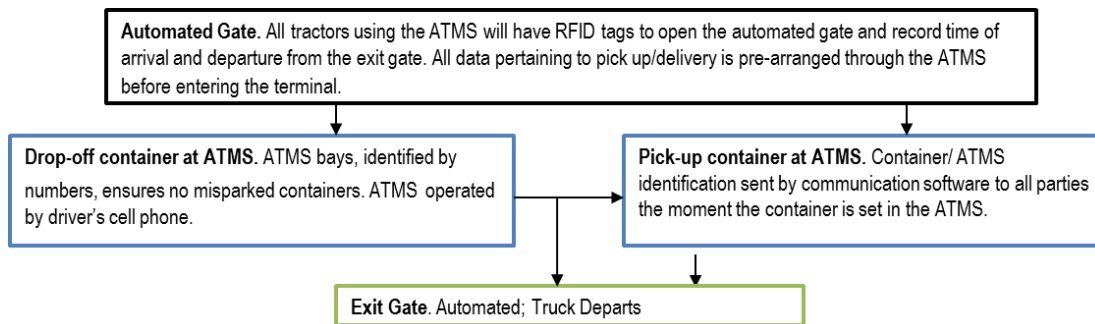 Automated Gate. All tractors using the ATMS will have RFID tags to open the automated gate and record time of
arrival and departure from the exit gate. All data pertaining to pick up/delivery is pre-arranged through the ATMS
before entering the terminal.
Drop-off container at ATMS. ATMS bays, identified by
numbers, ensures no misparked containers. ATMS operated
by driver's cell phone.
Pick-up container at ATMS. Container/ ATMS
identification sent by communication software to all parties
the moment the container is set in the ATMS.
Exit Gate. Automated; Truck Departs